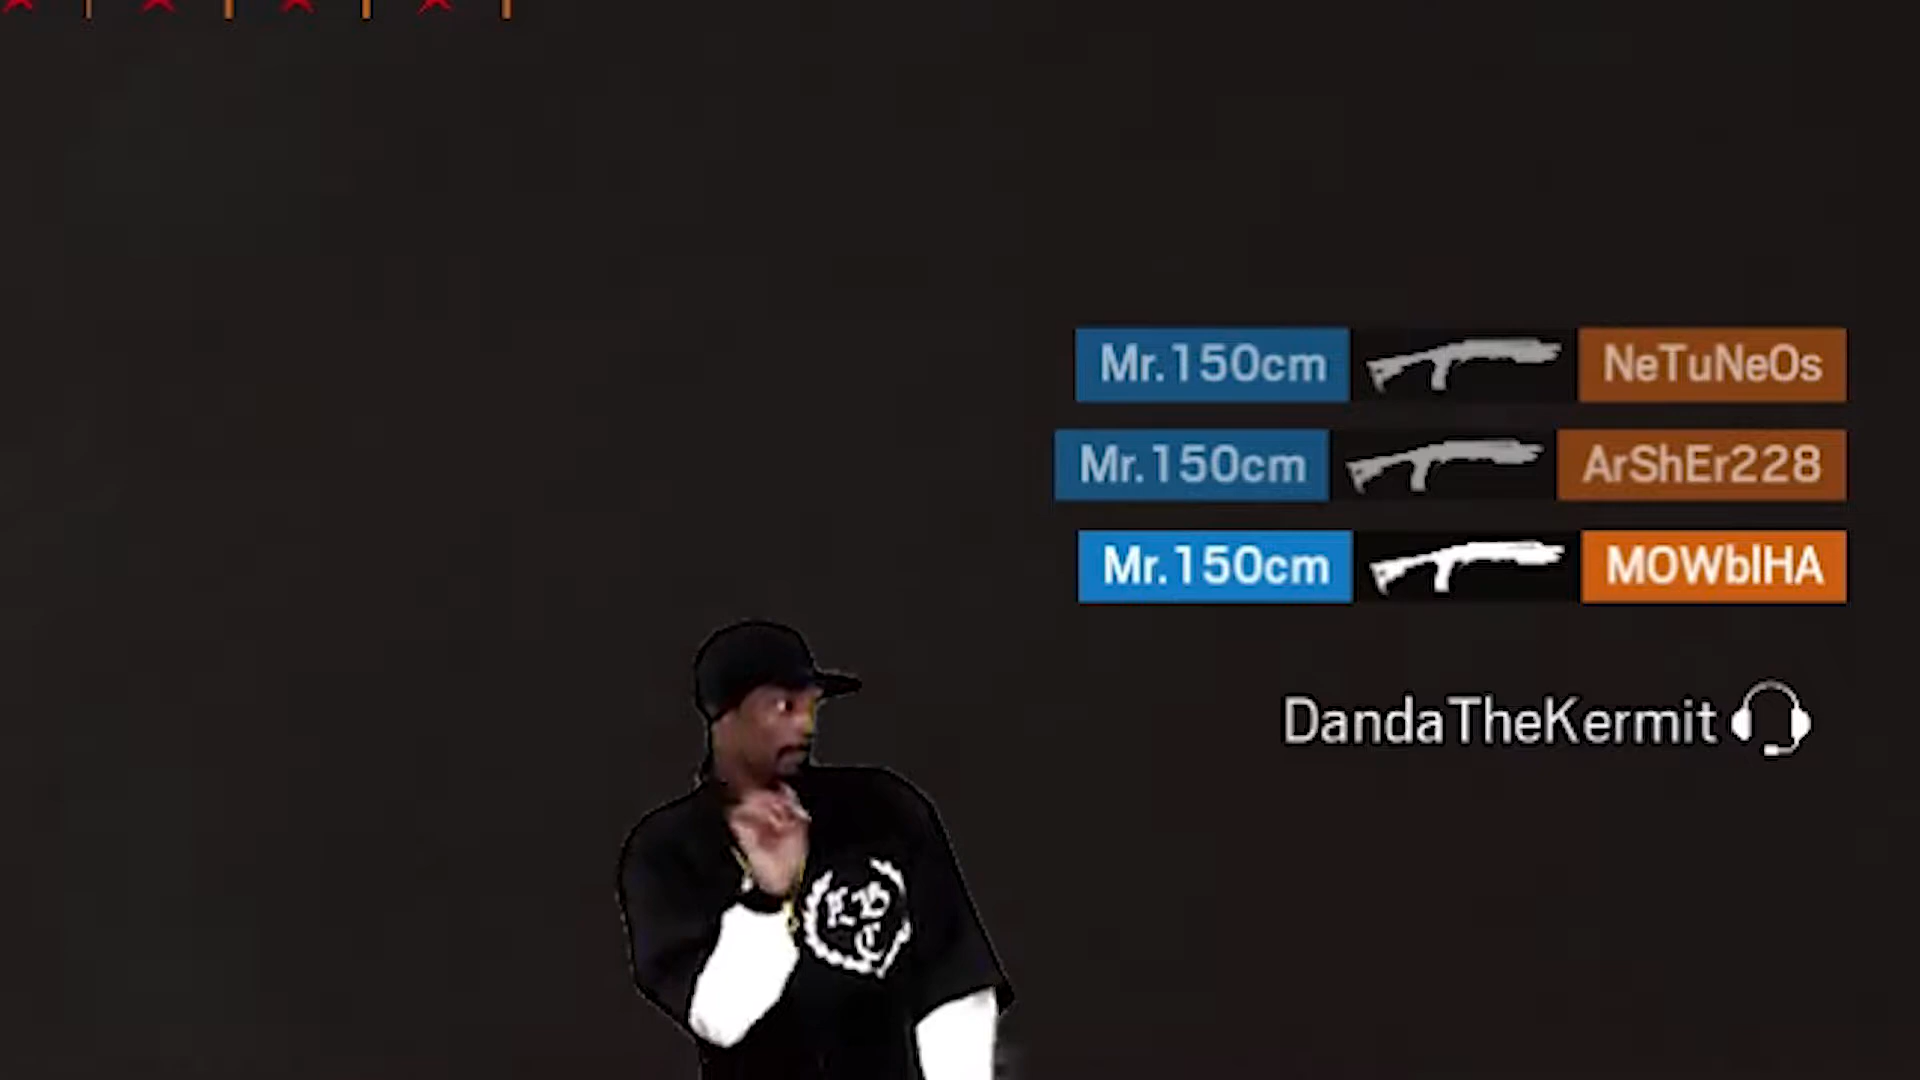 Mr.150cm NeTuNeOs
Mr.150cm ArShEr228
Mr.150cm MOWbIHA
DandaTheKermit